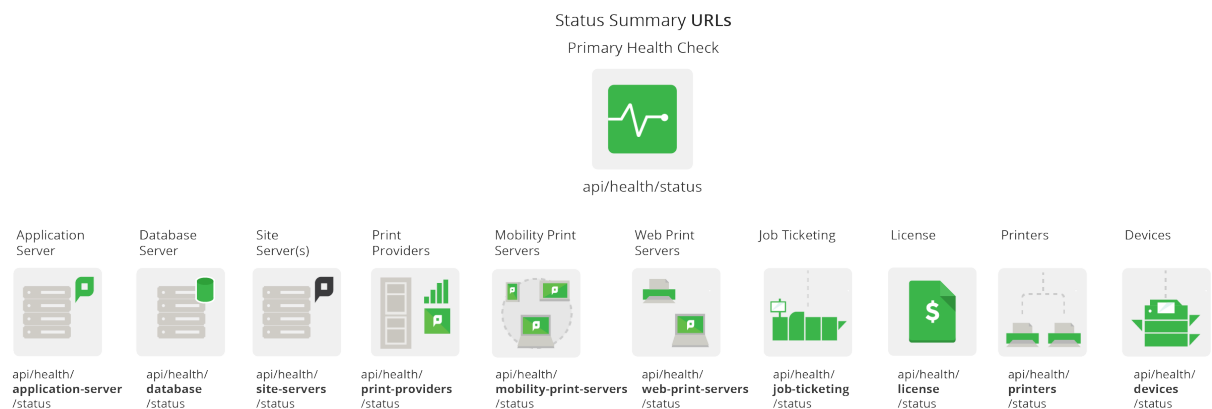 Status Summary URLs
Primary Health Check
api/health/status
Application
Server
Database
Server
Site
Server(s)
Print
Providers
Mobility Print
Servers
Web Print
Servers
Job Ticketing
License
Printers
Devices
$
api/health/
application-server
/status
api/health/
database
/status
api/health/
site-servers
/status
api/health/
print-providers
/status
api/health/
mobility-print-servers
/status
api/health/
web-print-servers
/status
api/health/
job-ticketing
/status
api/health/
license
/status
api/health/
printers
/status
api/health/
devices
/status